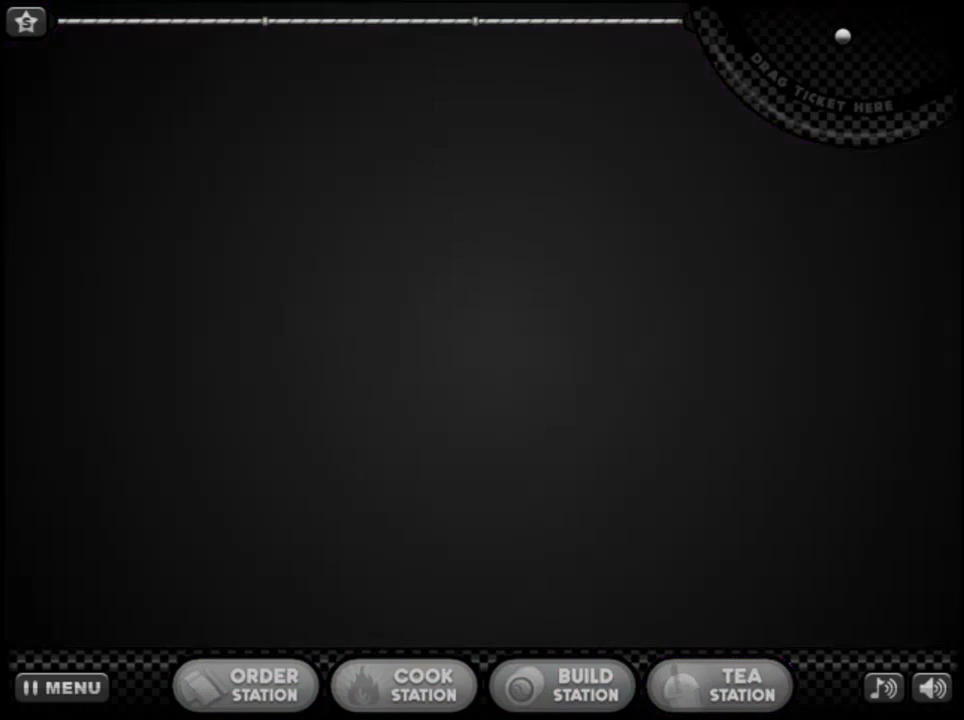 S
DRAG TICKET HERE
MENU
ORDER
STATION
COOK
STATION
BUILD
STATION
TEA
STATION